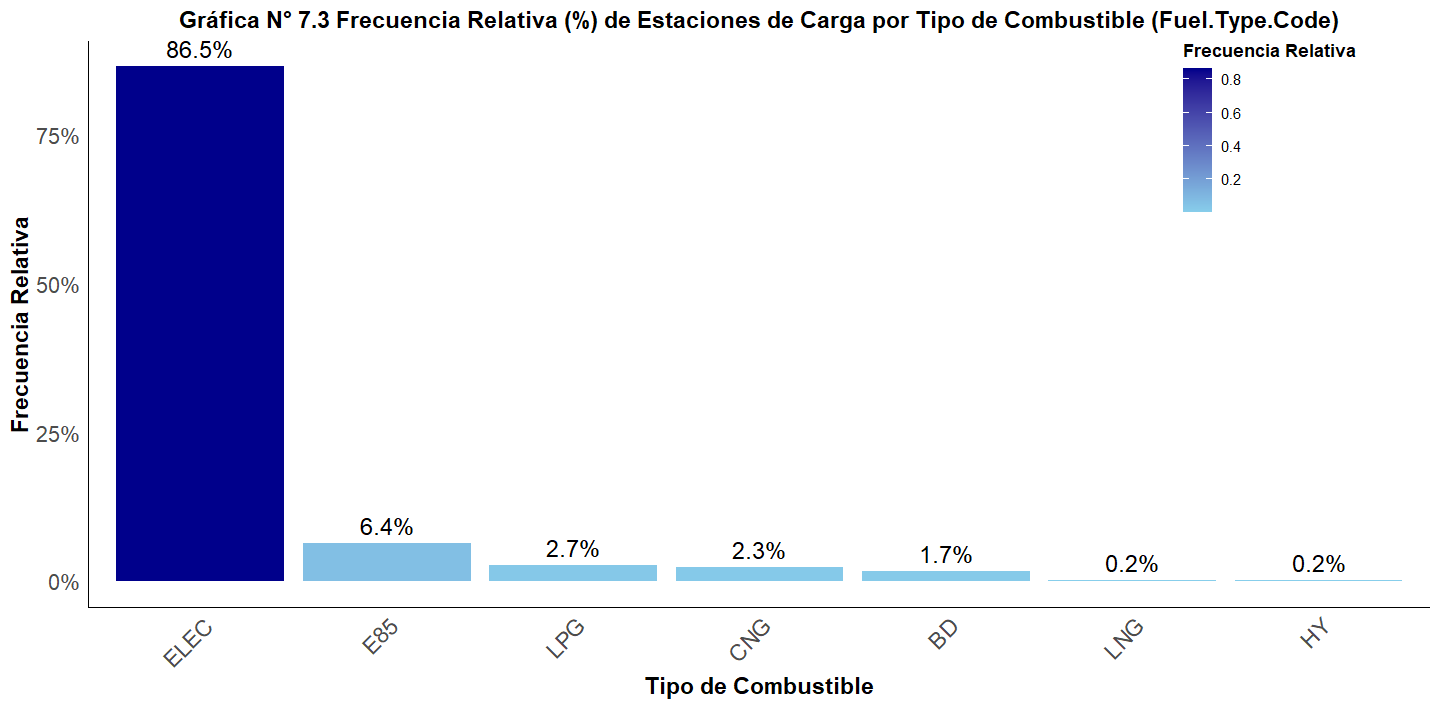 Gráfica N° 7.3 Frecuencia Relativa (%) de Estaciones de Carga por Tipo de Combustible (Fuel.Type.Code)
Frecuencia Relativa
0.8
0.6
0.4
0.2
Frecuencia Relativa
75%
50%
25%
0%
86.5%
6.4%
2.7%
2.3%
1.7%
0.2%
0.2%
ELEC
E85
LPG
CNG
BD
LNG
HY
Tipo de Combustible